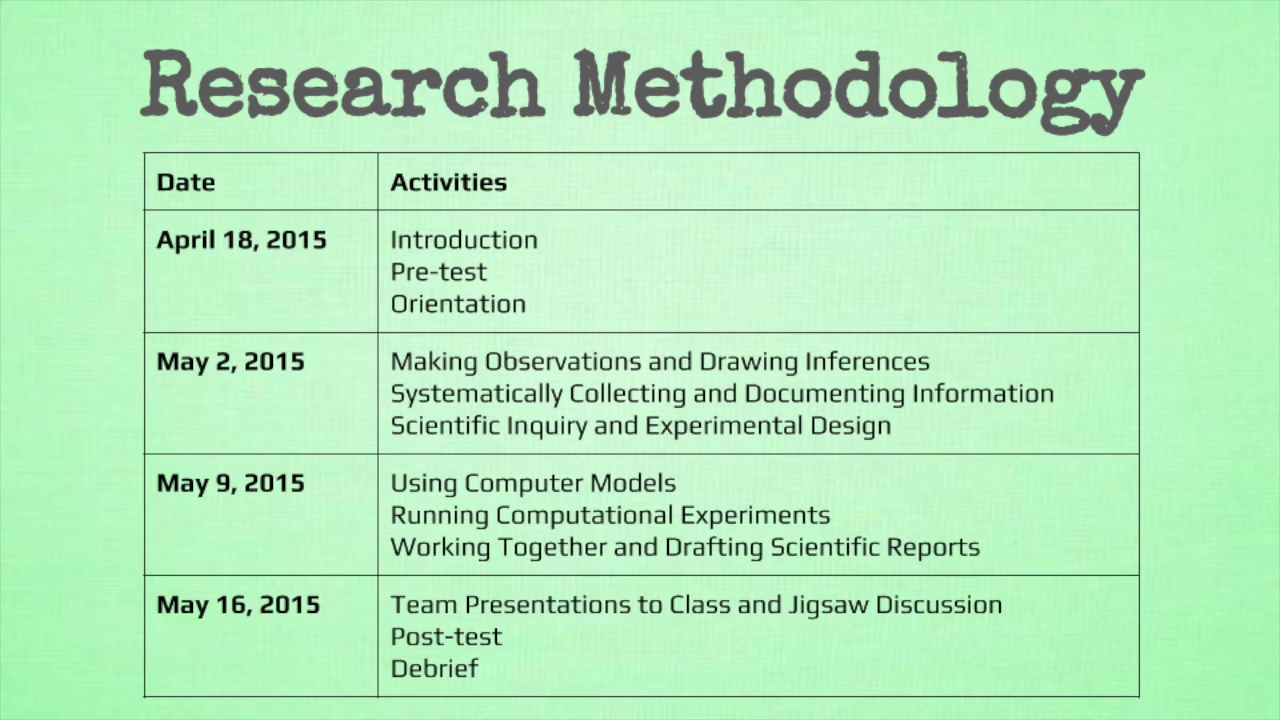 Research Methodology
Date Activities
April 18, 2015 Introduction
Pre-test
Orientation
May 2, 2015 Making Observations and Drawing Inferences
Systematically Collecting and Documenting Information
Scientific Inquiry and Experimental Design
May 9, 2015 Using Computer Models
Running Computational Experiments
Working Together and Drafting Scientific Reports
May 16, 2015 Team Presentations to Class and Jigsaw Discussion
Post-test
Debrief